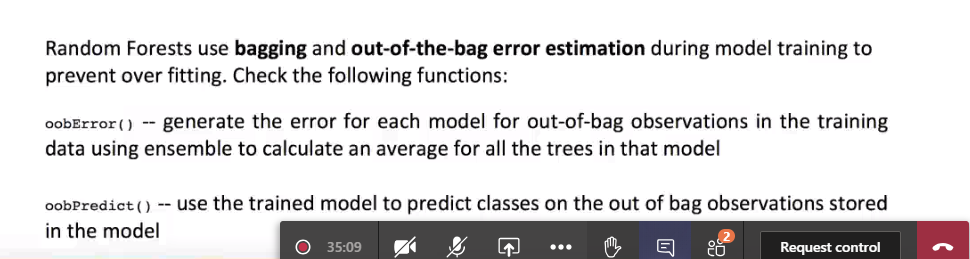 Random Forests use bagging and out-of-the-bag error estimation during model training to
prevent over fitting. Check the following functions:
oobError() -- generate the error for each model for out-of-bag observations in the training
data using ensemble to calculate an average for all the trees in that model
oobPredict() -- use the trained model to predict classes on the out of bag observations stored
in the model
35:09
2
Request control